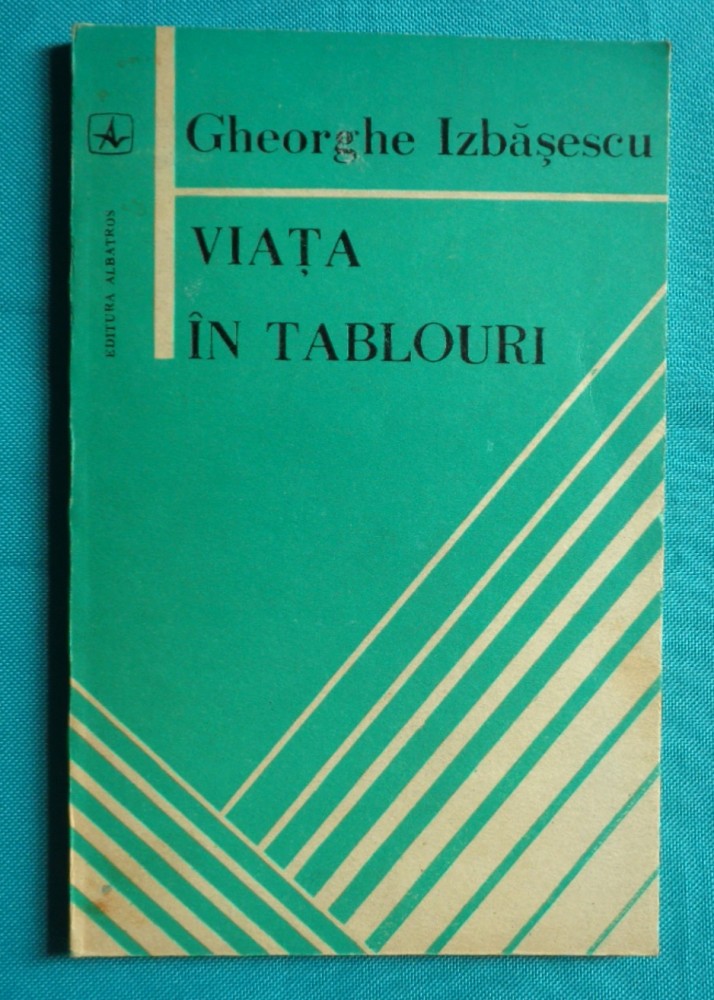 Gheorghe Izbășescu
VIAȚA
ÎN TABLOURI
EDITURA ALBATROS